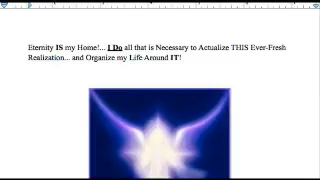 Eternity IS my Home!... I Do all that is Necessary to Actualize THIS Ever-Fresh
Realization... and Organize my Life Around IT!